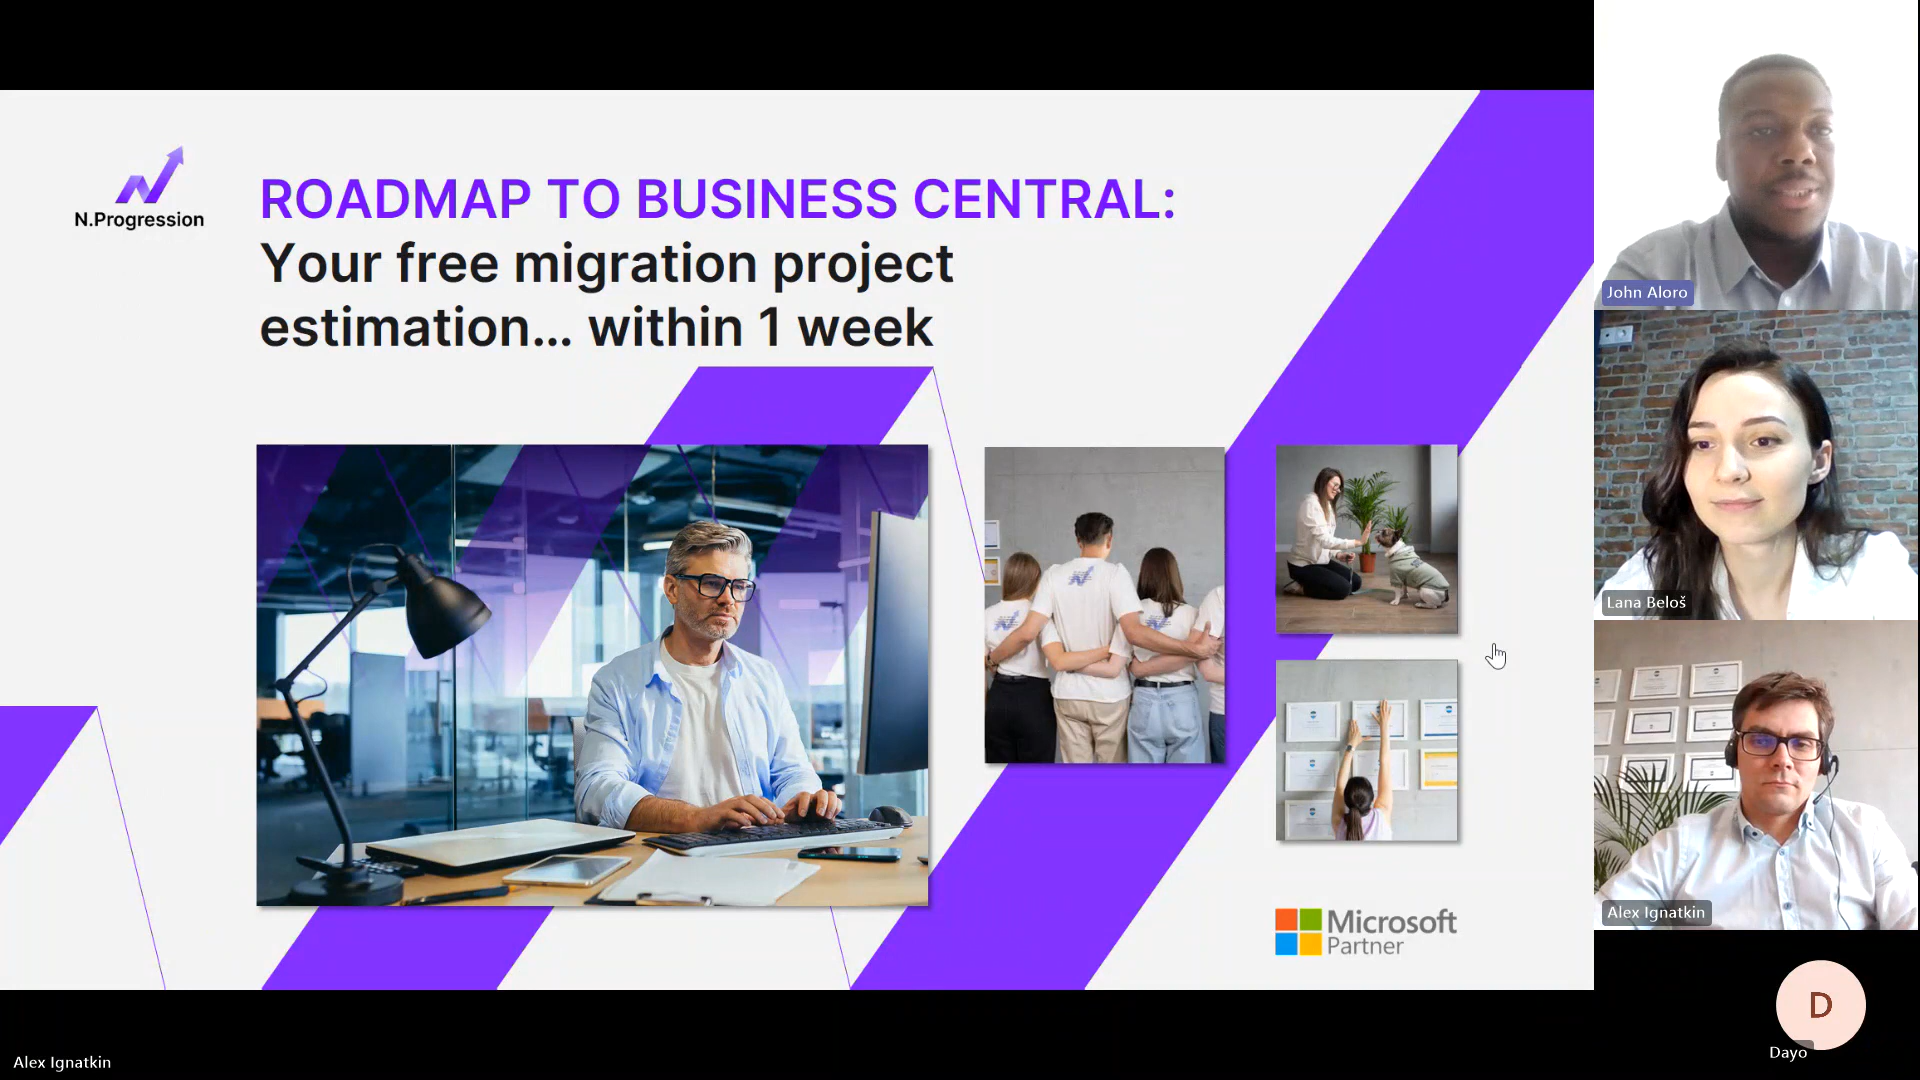 N.Progression
ROADMAP TO BUSINESS CENTRAL:
Your free migration project
estimation... within 1 week
Microsoft
Partner
John Aloro
Lana Beloš
Alex Ignatkin
D
Dayo
Alex Ignatkin